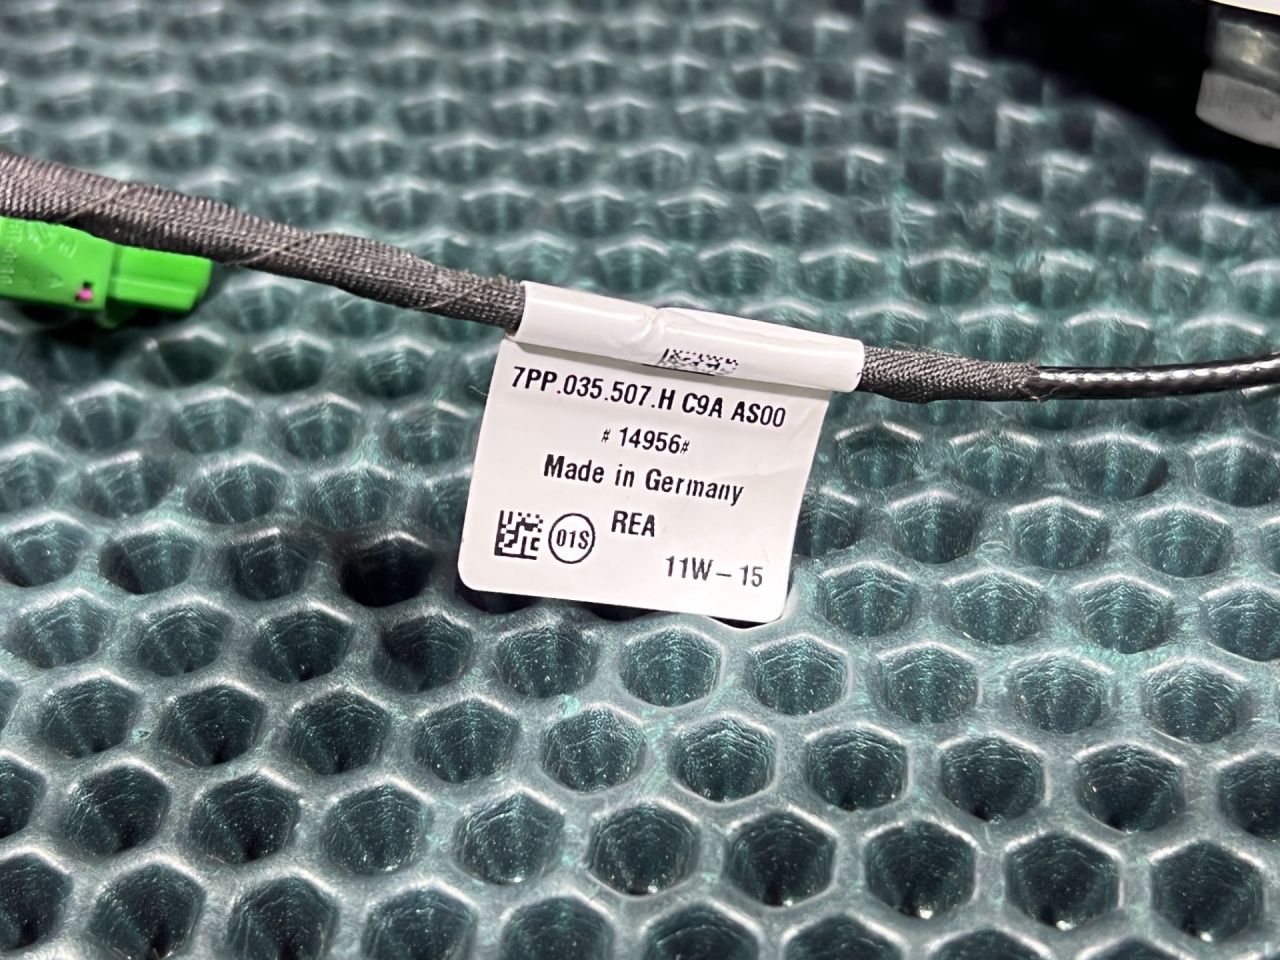 7PP.035.507.H C9A AS00
# 14956#
Made in Germany
01S REA
11W – 15